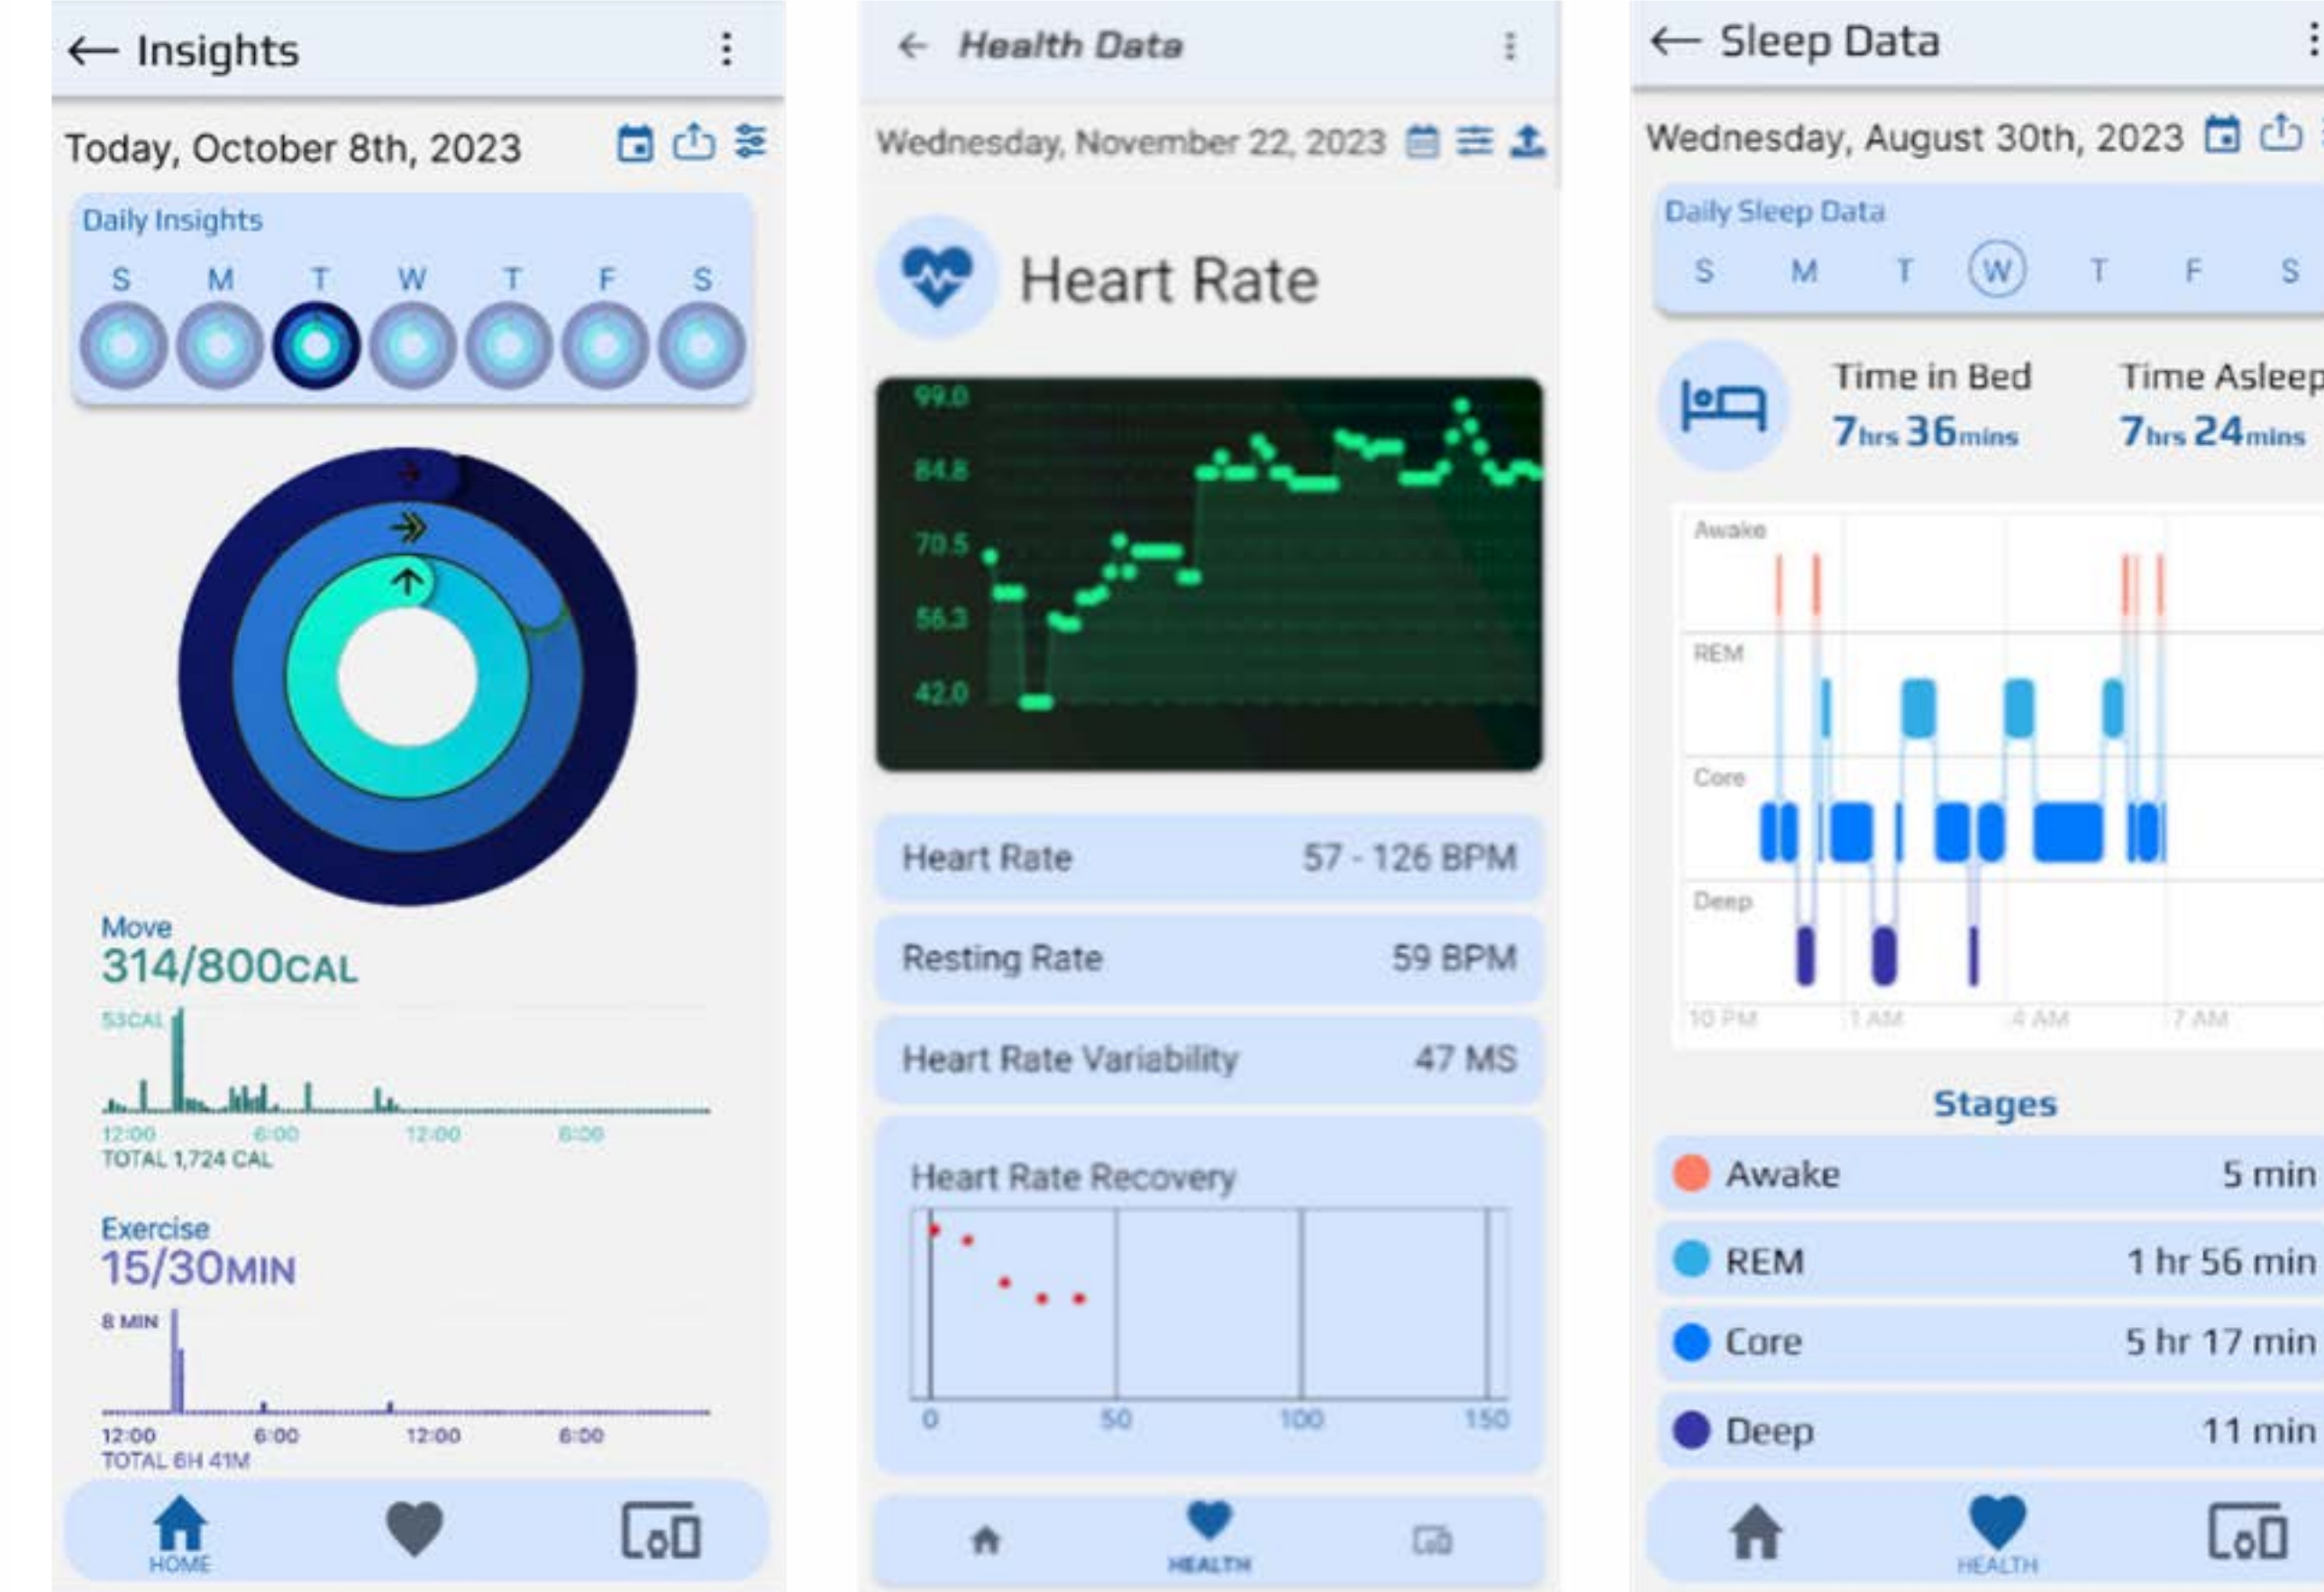 Insights
Today, October 8th, 2023
Daily Insights
S M T W T F S
Move
314/800CAL
53CAL
12:00 6:00 12:00 6:00
TOTAL 1,724 CAL
Exercise
15/30MIN
8 MIN
12:00 6:00 12:00 6:00
TOTAL 6H 41M
HOME
Health Data
Wednesday, November 22, 2023
Heart Rate
99.0
84.8
70.5
56.3
42.0
Heart Rate 57 - 126 BPM
Resting Rate 59 BPM
Heart Rate Variability 47 MS
Heart Rate Recovery
0 50 100 150
HEALTH
Sleep Data
Wednesday, August 30th, 2023
Daily Sleep Data
S M T W T F S
Time in Bed Time Asleep
7hrs 36mins 7hrs 24mins
Awake
REM
Core
Deep
10 PM 1 AM 4 AM 7 AM
Stages
Awake 5 min
REM 1 hr 56 min
Core 5 hr 17 min
Deep 11 min
HEALTH